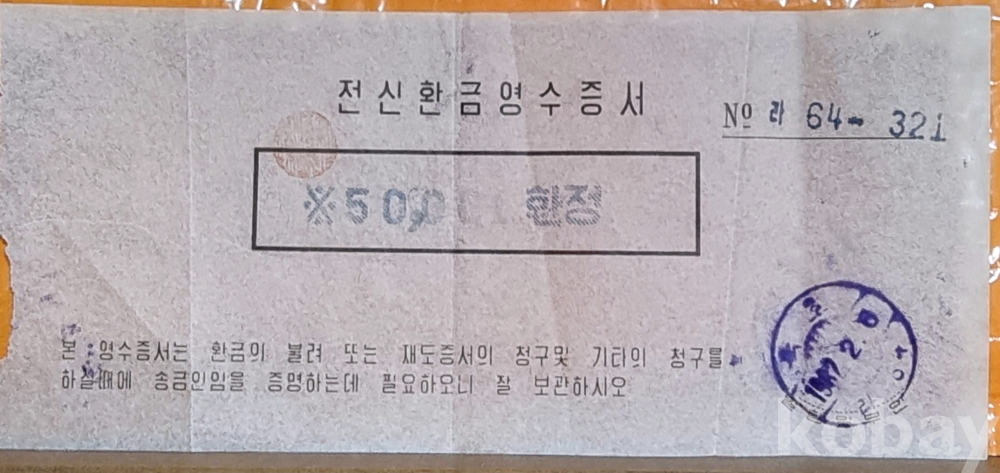 전신환금영수증서
No 라 64- 321
※50,0 환정
본 영수증서는 환금의 불려 또는 재도증서의 청구및 기타의 청구를
하실때에 송금인임을 증명하는데 필요하오니 잘 보관하시오
kobay